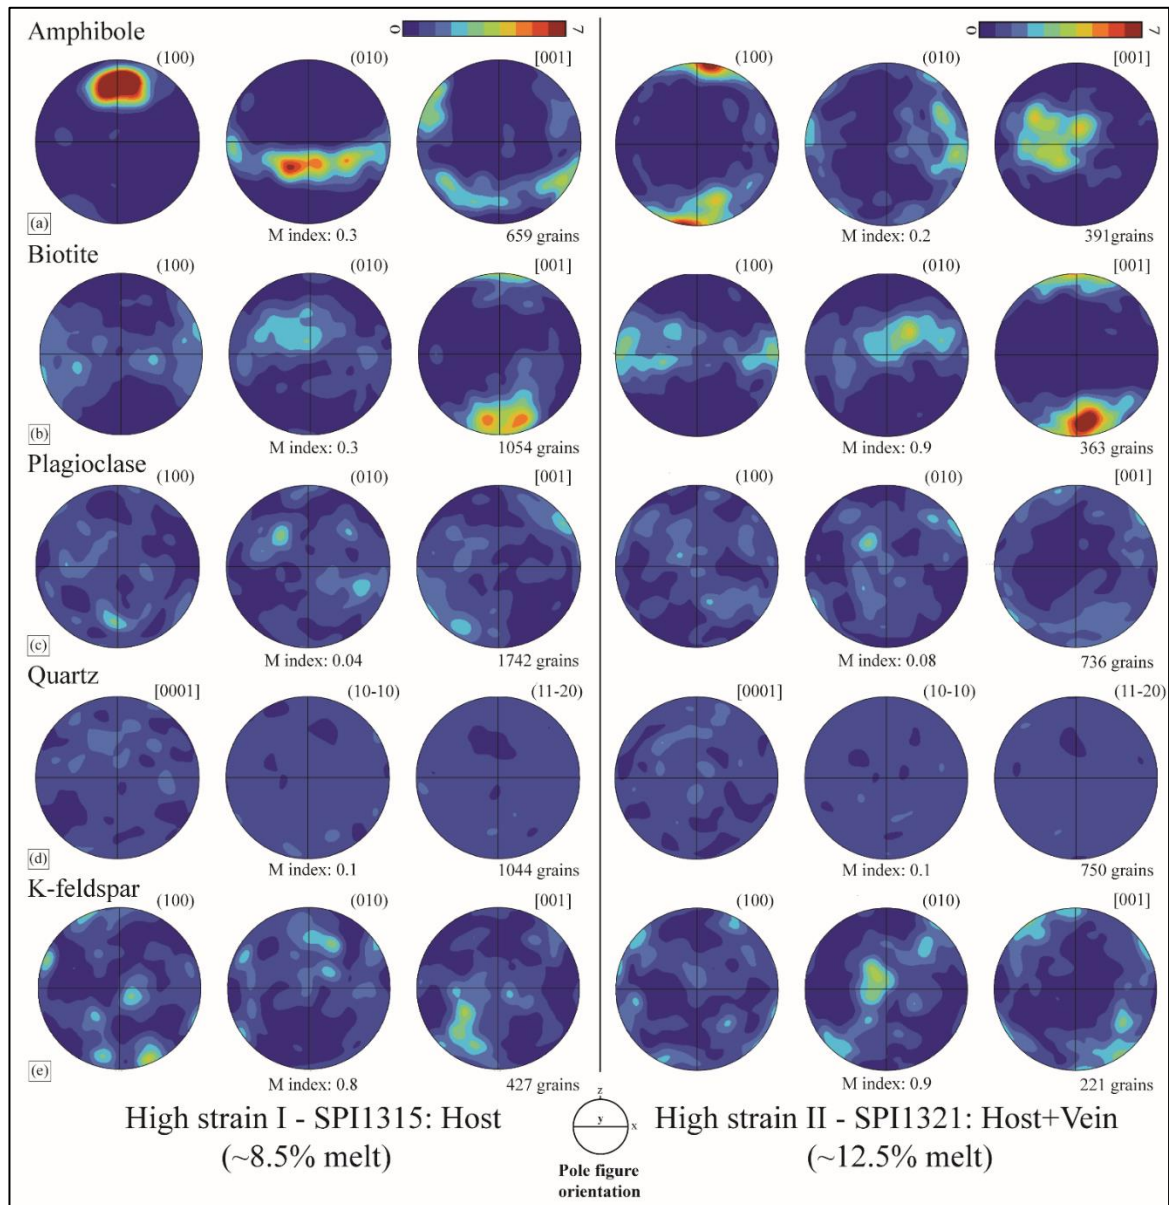 Amphibole
0 7
0 7
(100) (010) [001] (100) (010) [001]
(a) M index: 0.3 659 grains M index: 0.2 391grains
Biotite
(100) (010) [001] (100) (010) [001]
(b) M index: 0.3 1054 grains M index: 0.9 363 grains
Plagioclase
(100) (010) [001] (100) (010) [001]
(c) M index: 0.04 1742 grains M index: 0.08 736 grains
Quartz
[0001] (10-10) (11-20) [0001] (10-10) (11-20)
(d) M index: 0.1 1044 grains M index: 0.1 750 grains
K-feldspar
(100) (010) [001] (100) (010) [001]
(e) M index: 0.8 427 grains M index: 0.9 221 grains
High strain I - SPI1315: Host
(~8.5% melt)
z
y
x
Pole figure
orientation
High strain II - SPI1321: Host+Vein
(~12.5% melt)